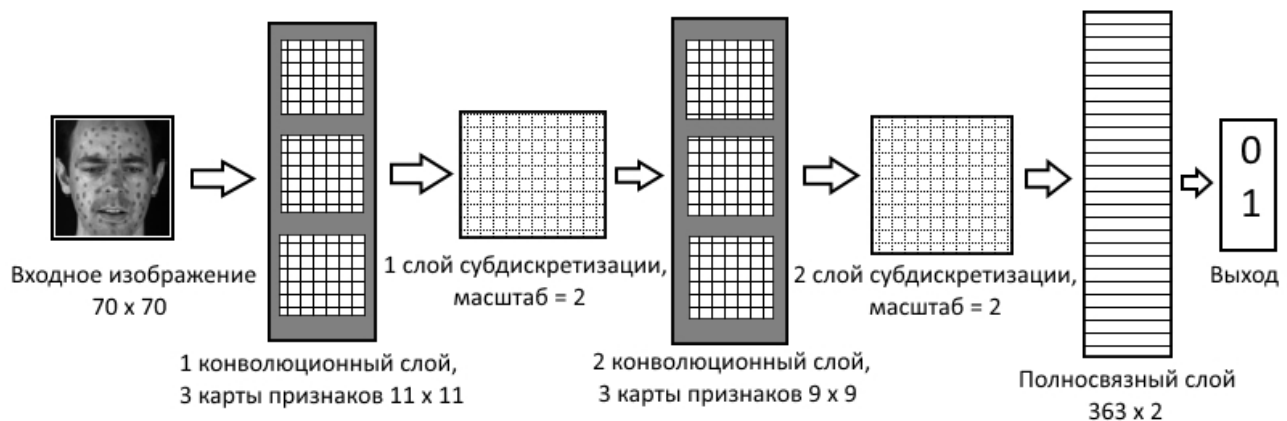 Входное изображение
70 x 70
1 конволюционный слой,
3 карты признаков 11 x 11
1 слой субдискретизации,
масштаб = 2
2 конволюционный слой,
3 карты признаков 9 x 9
2 слой субдискретизации,
масштаб = 2
Полносвязный слой
363 x 2
0
1
Выход